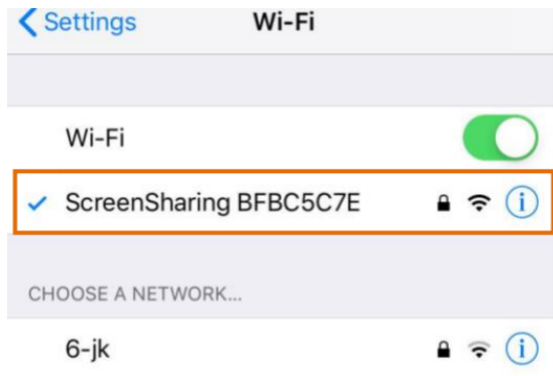 Settings Wi-Fi
Wi-Fi
ScreenSharing BFBC5C7E
CHOOSE A NETWORK...
6-jk